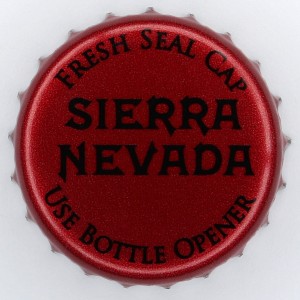 FRESH SEAL CAP
SIERRA
NEVADA
USE BOTTLE OPENER